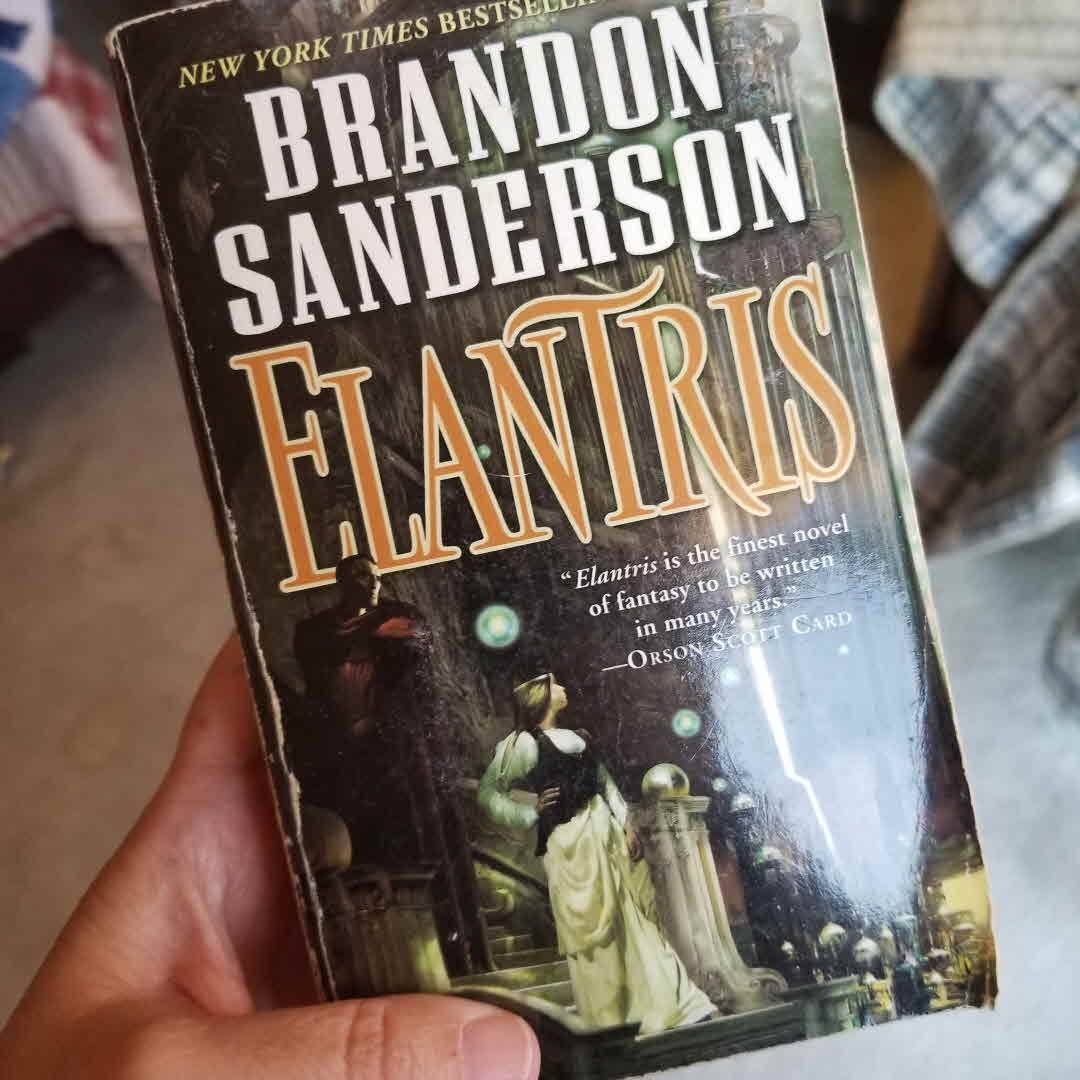 NEW YORK TIMES
BRANDON
SANDERSON
ELANTRIS
“Elantris is the finest novel
of fantasy to be written
in many years.”
—ORSON SCOTT CARD